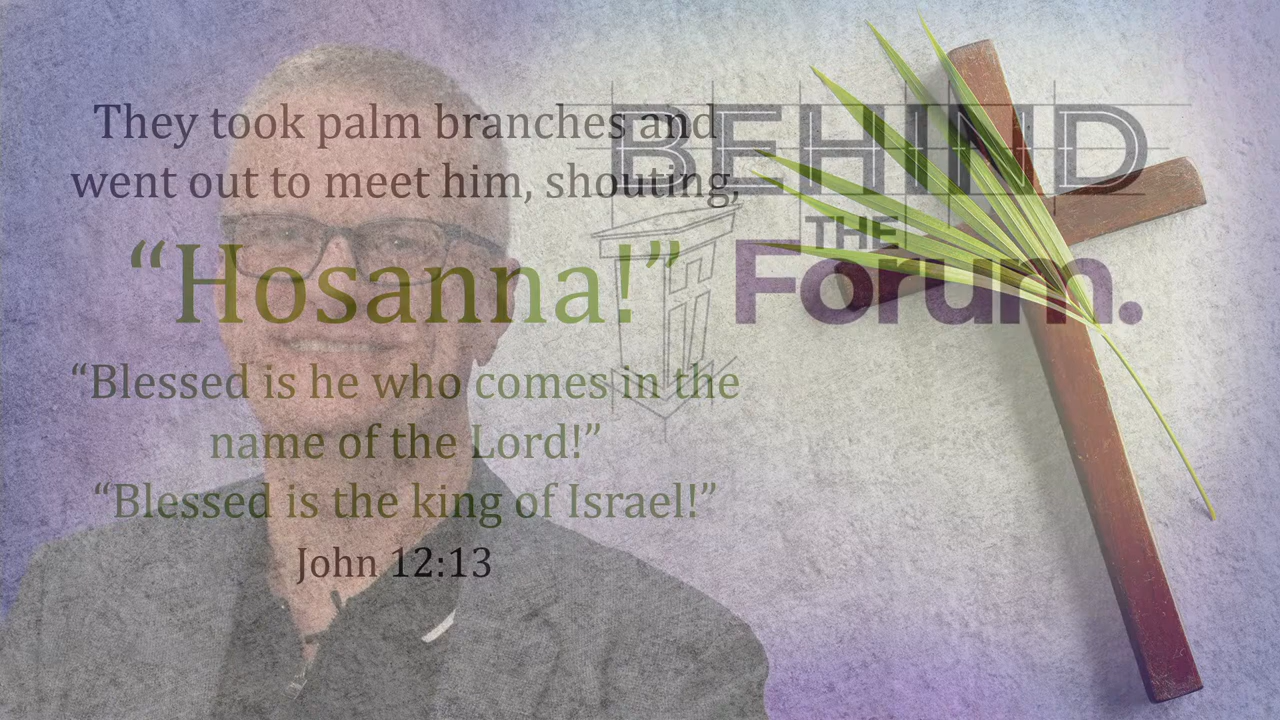 They took palm branches and
went out to meet him, shouting,
“Hosanna!”
“Blessed is he who comes in the
name of the Lord!”
“Blessed is the king of Israel!”
John 12:13
BEHIND
THE
Forum.